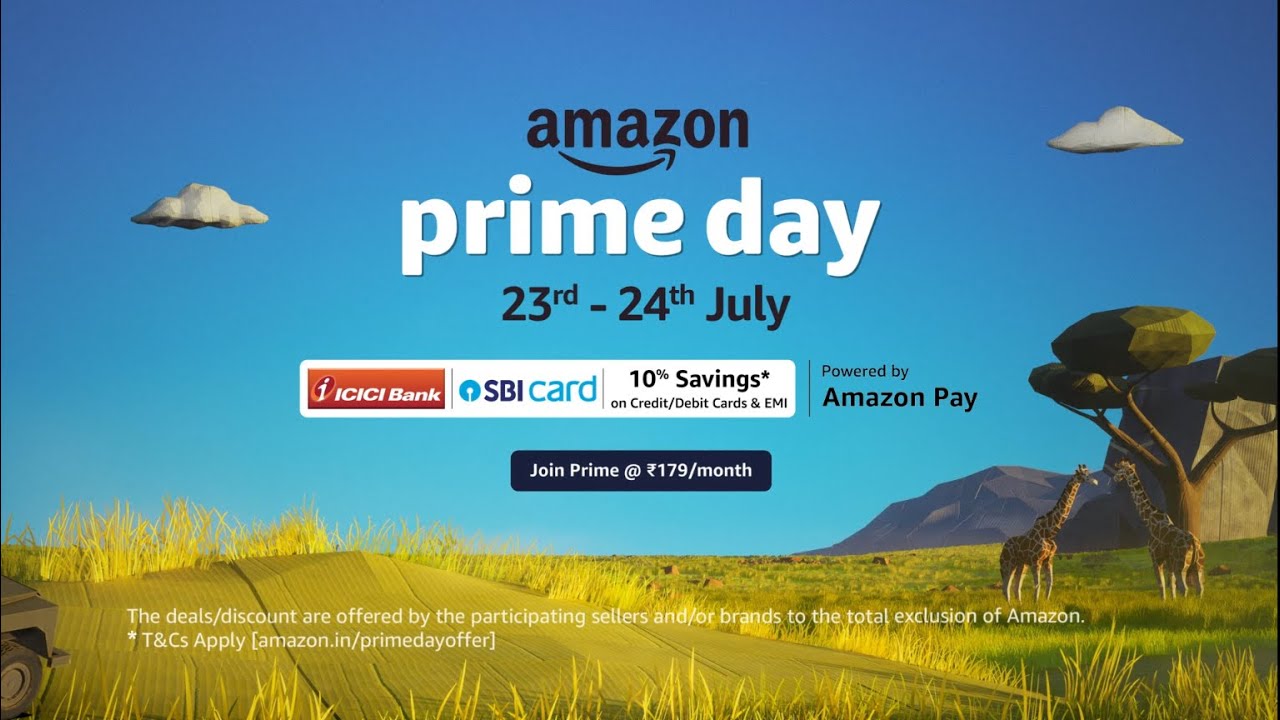 amazon
prime day
23rd - 24th July
ICICI Bank
SBI card
10% Savings*
on Credit/Debit Cards & EMI
Powered by
Amazon Pay
Join Prime @ ₹179/month
The deals/discount are offered by the participating sellers and/or brands to the total exclusion of Amazon.
* T&Cs Apply [amazon.in/primedayoffer]